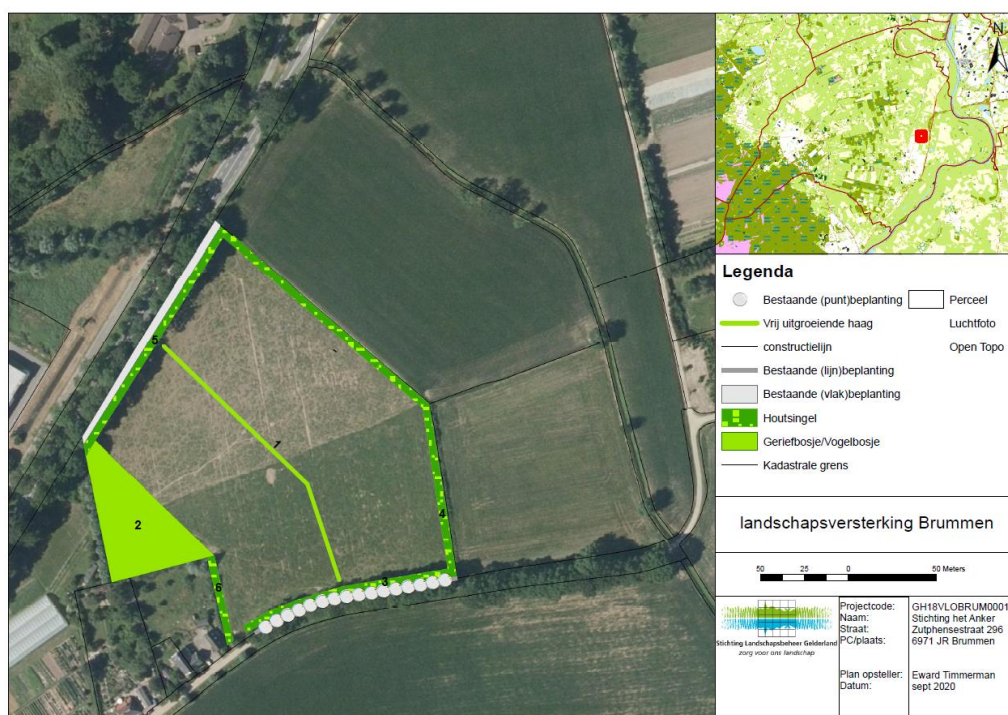 N
Legenda
Bestaande (punt)beplanting
Perceel
Vrij uitgroeiende haag
Luchtfoto
constructielijn
Open Topo
Bestaande (lijn)beplanting
Bestaande (vlak)beplanting
Houtsingel
Geriefbosje/Vogelbosje
Kadastrale grens
5
1
2
4
3
6
landschapsversterking Brummen
50 25 0 50 Meters
Stichting Landschapsbeheer Gelderland
zorg voor ons landschap
Projectcode: GH18VLOBRUM0001
Naam: Stichting het Anker
Straat: Zutphensestraat 296
PC/plaats: 6971 JR Brummen
Plan opsteller: Eward Timmerman
Datum: sept 2020